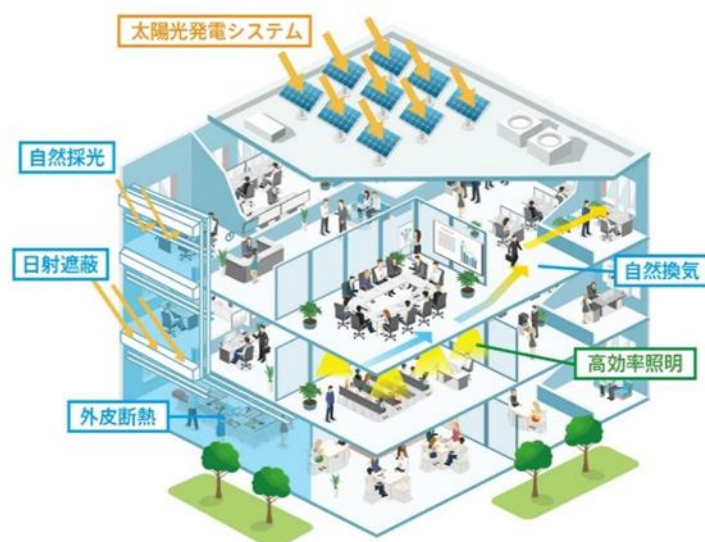 太陽光発電システム
自然採光
日射遮蔽
自然換気
高効率照明
外皮断熱